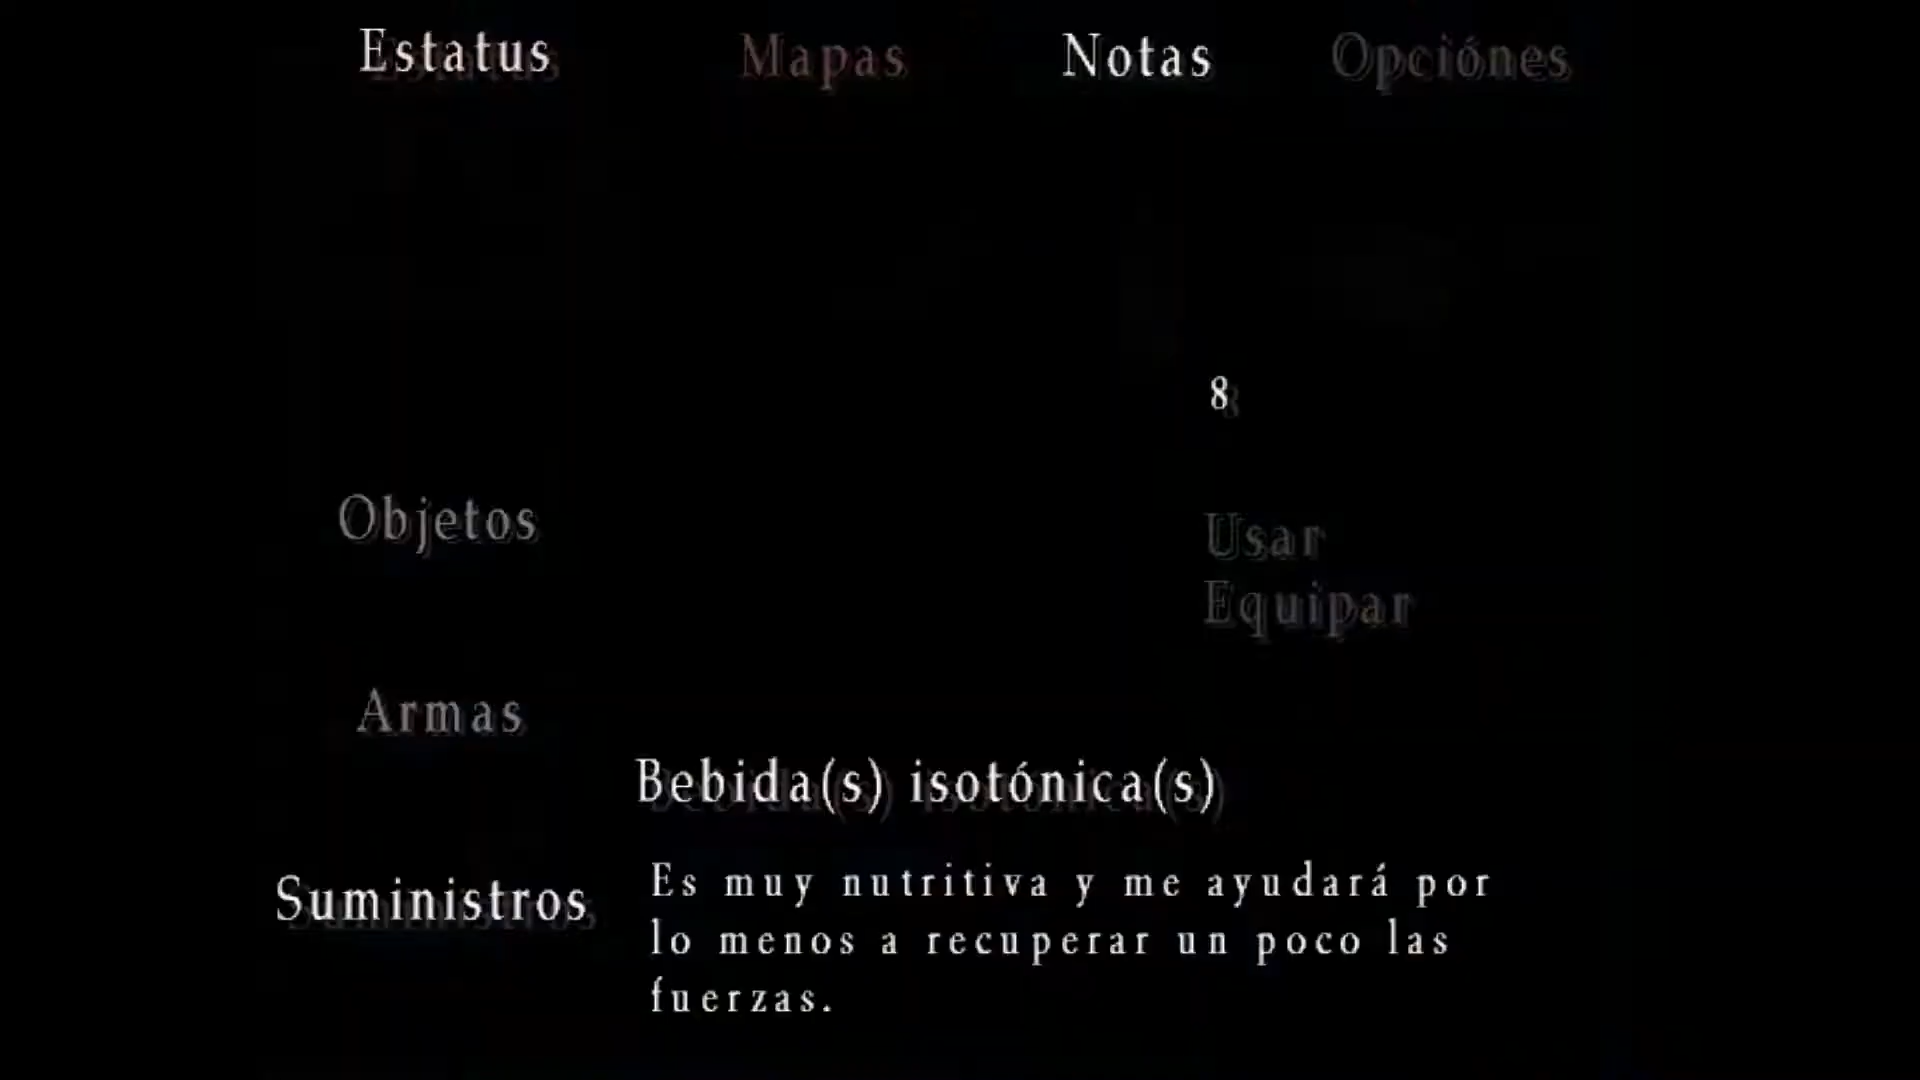 Estatus Mapas Notas Opciónes
8
Objetos
Usar
Equipar
Armas
Bebida(s) isotónica(s)
Suministros
Es muy nutritiva y me ayudará por
lo menos a recuperar un poco las
fuerzas.